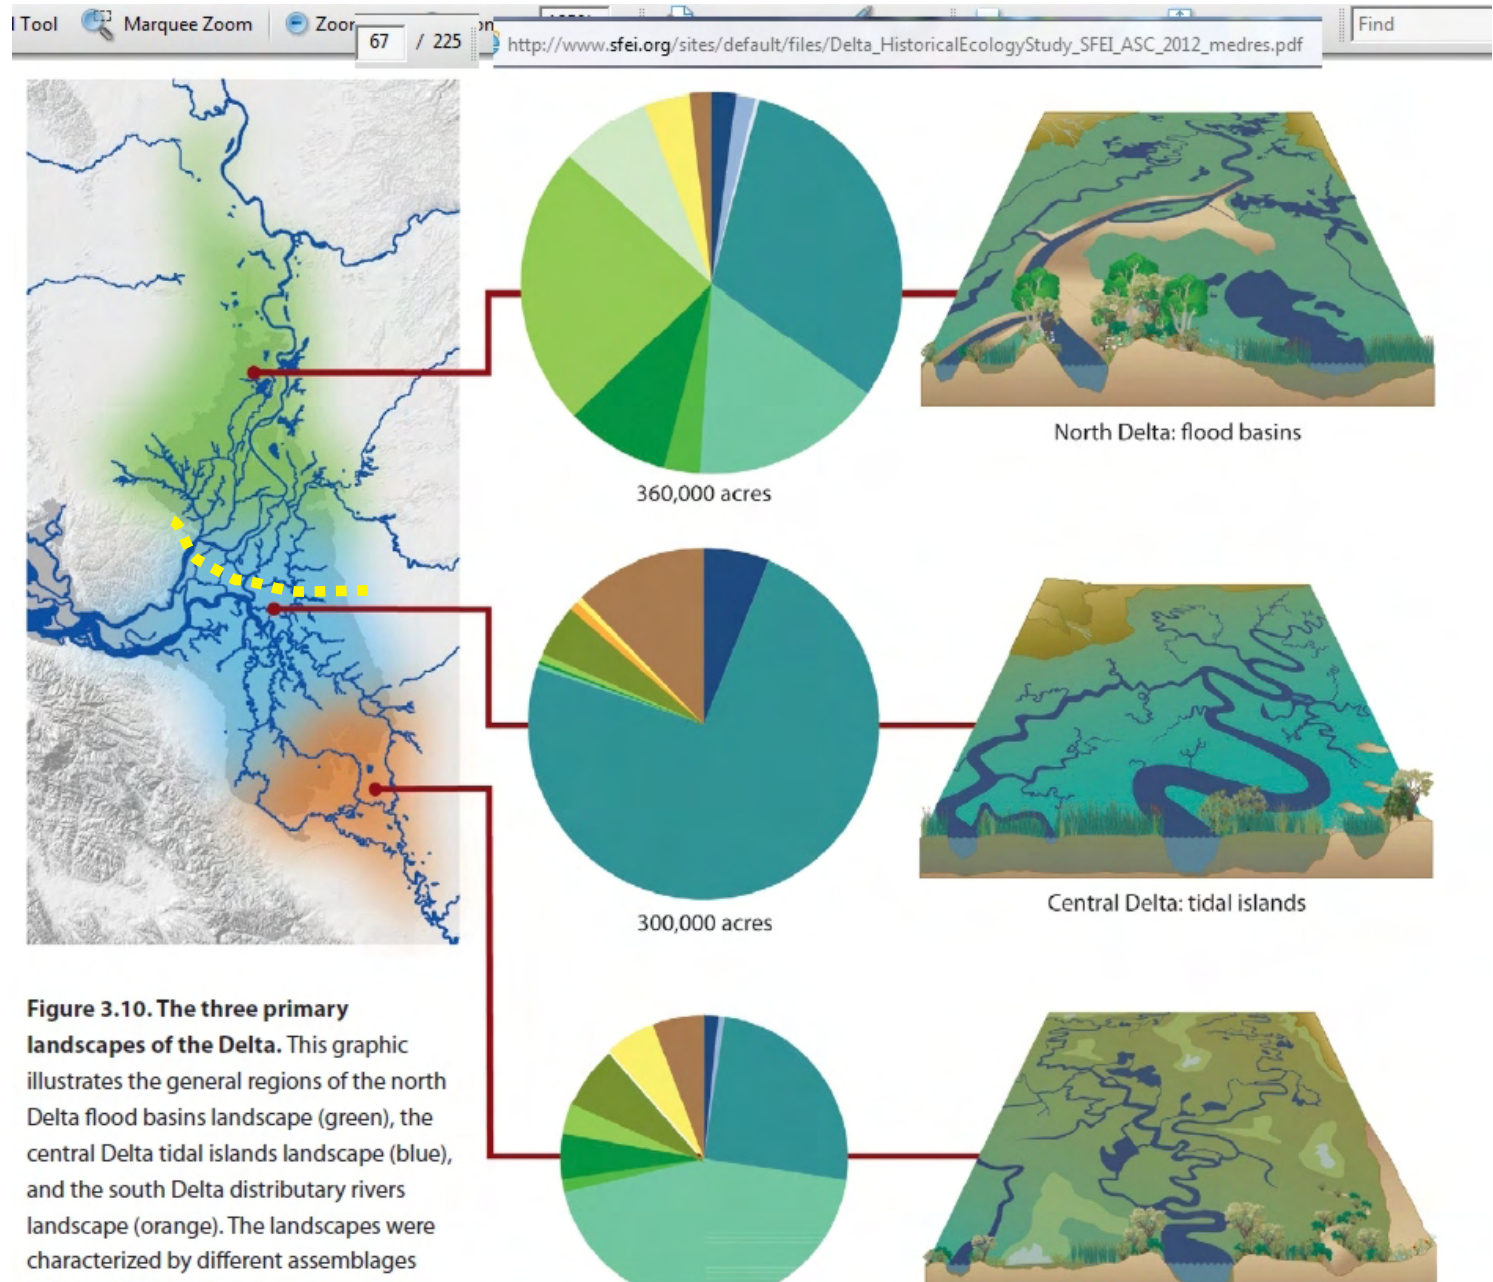 Tool
Marquee Zoom
67 / 225
http://www.sfei.org/sites/default/files/Delta_HistoricalEcologyStudy_SFEI_ASC_2012_medres.pdf
Find
360,000 acres
North Delta: flood basins
300,000 acres
Central Delta: tidal islands
Figure 3.10. The three primary
landscapes of the Delta. This graphic
illustrates the general regions of the north
Delta flood basins landscape (green), the
central Delta tidal islands landscape (blue),
and the south Delta distributary rivers
landscape (orange). The landscapes were
characterized by different assemblages